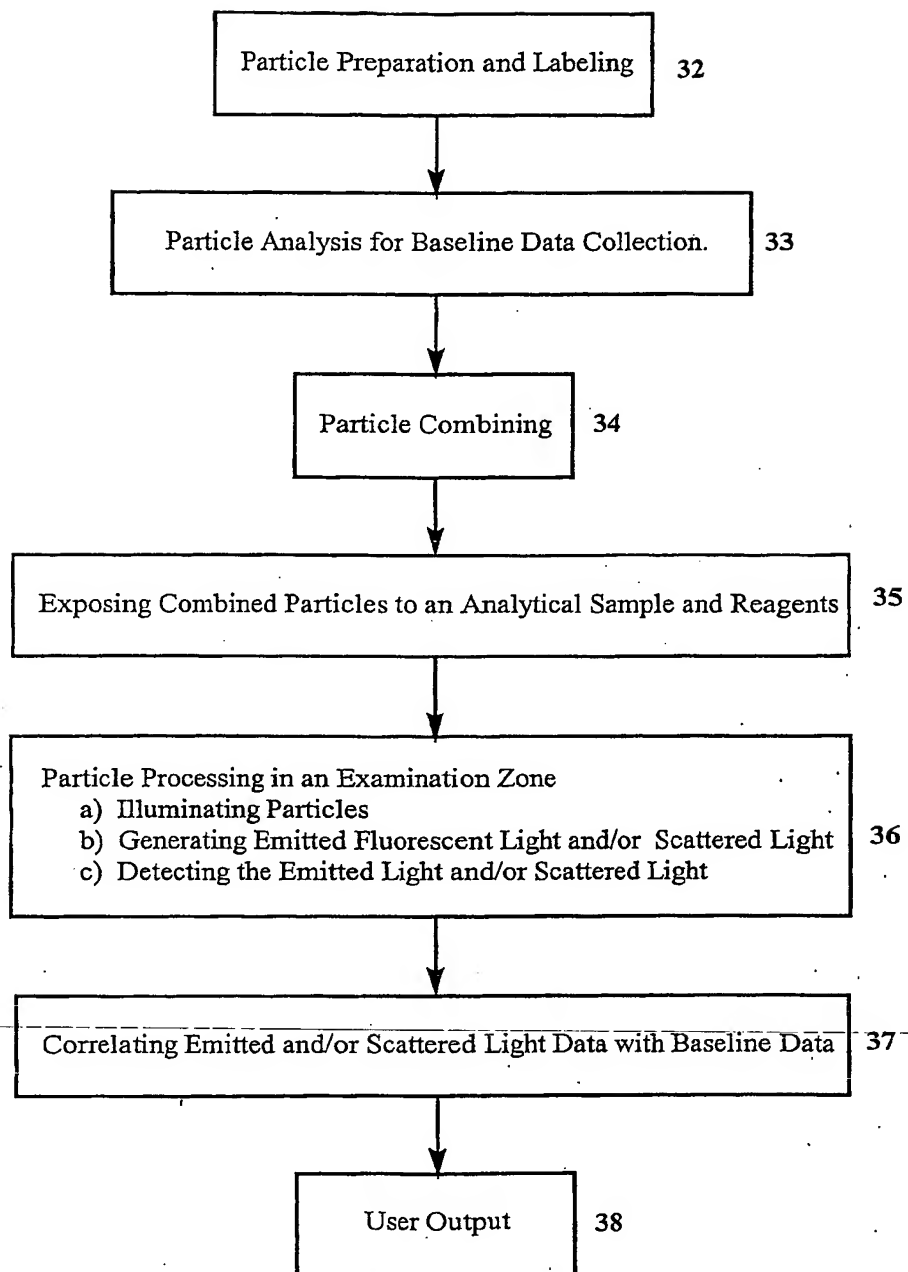 Particle Preparation and Labeling 32
Particle Analysis for Baseline Data Collection. 33
Particle Combining 34
Exposing Combined Particles to an Analytical Sample and Reagents 35
Particle Processing in an Examination Zone
a) Illuminating Particles
b) Generating Emitted Fluorescent Light and/or Scattered Light 36
c) Detecting the Emitted Light and/or Scattered Light
Correlating Emitted and/or Scattered Light Data with Baseline Data 37
User Output 38